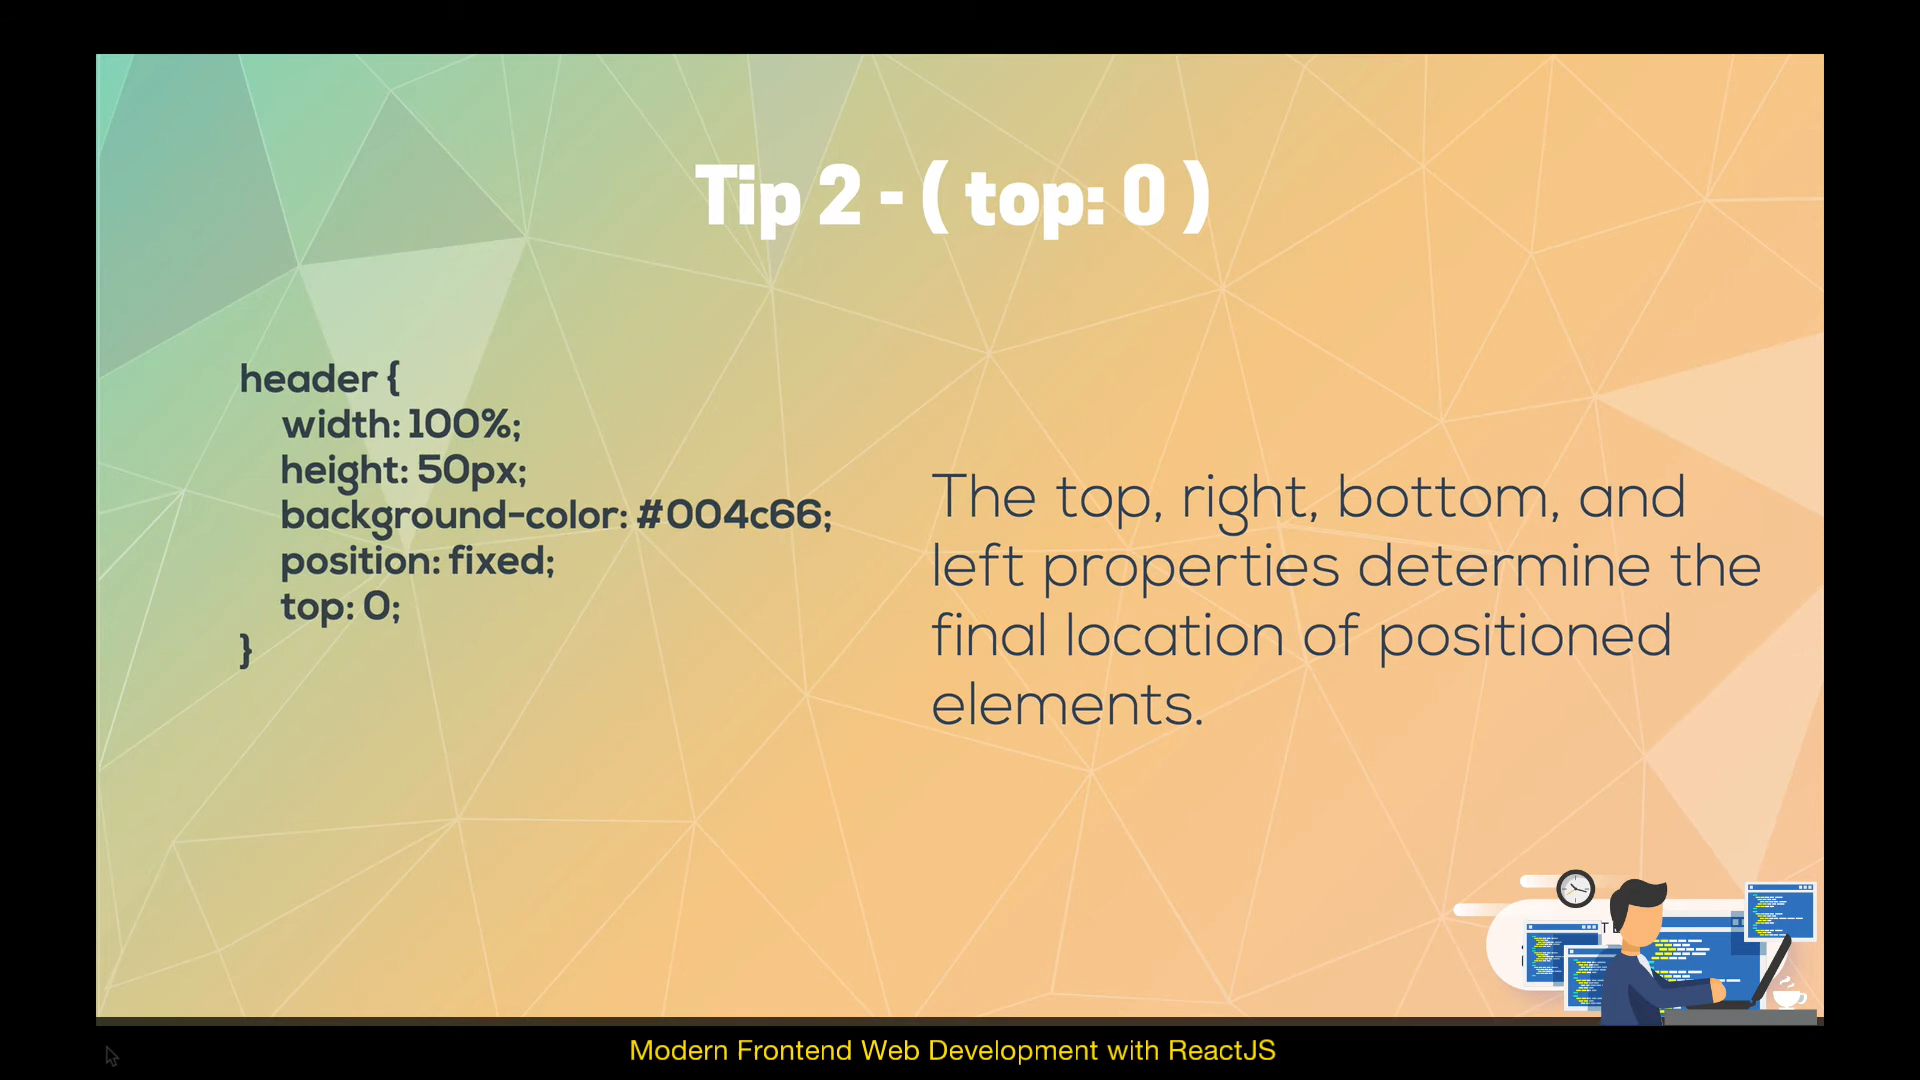 Tip 2 - ( top: 0 )
header {
width: 100%;
height: 50px;
background-color: #004c66;
position: fixed;
top: 0;
}
The top, right, bottom, and
left properties determine the
final location of positioned
elements.
Modern Frontend Web Development with ReactJS